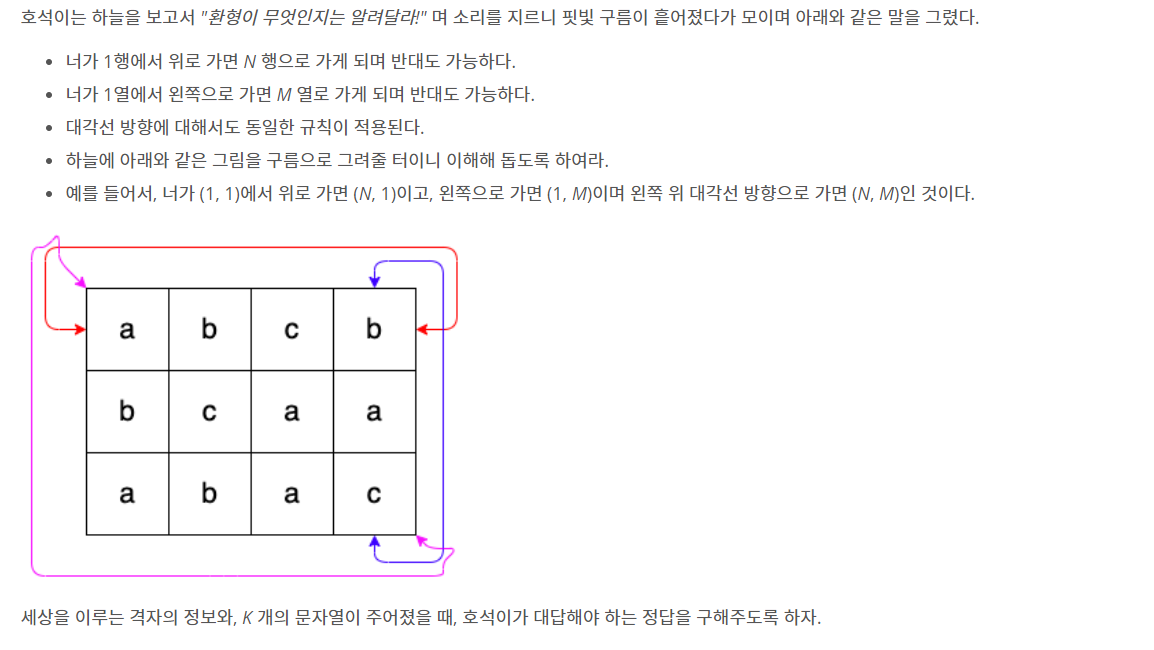 호석이는 하늘을 보고서 "환형이 무엇인지는 알려달라!" 며 소리를 지르니 핏빛 구름이 흩어졌다가 모이며 아래와 같은 말을 그렸다.
• 너가 1행에서 위로 가면 N 행으로 가게 되며 반대도 가능하다.
• 너가 1열에서 왼쪽으로 가면 M 열로 가게 되며 반대도 가능하다.
• 대각선 방향에 대해서도 동일한 규칙이 적용된다.
• 하늘에 아래와 같은 그림을 구름으로 그려줄 터이니 이해해 돕도록 하여라.
• 예를 들어서, 너가 (1, 1)에서 위로 가면 (N, 1)이고, 왼쪽으로 가면 (1, M)이며 왼쪽 위 대각선 방향으로 가면 (N, M)인 것이다.
a b c b
b c a a
a b a c
세상을 이루는 격자의 정보와, K 개의 문자열이 주어졌을 때, 호석이가 대답해야 하는 정답을 구해주도록 하자.